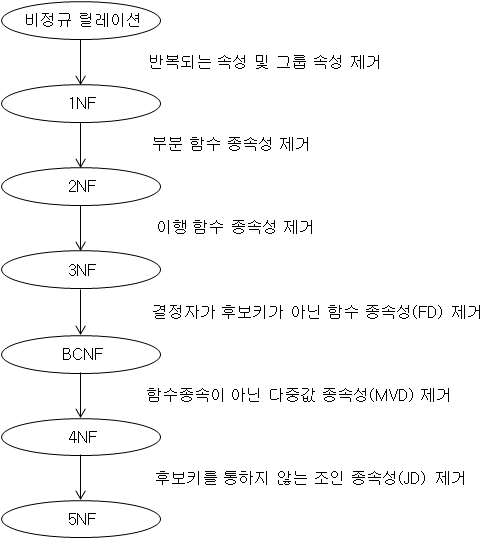 비정규 릴레이션
반복되는 속성 및 그룹 속성 제거
1NF
부분 함수 종속성 제거
2NF
이행 함수 종속성 제거
3NF
결정자가 후보키가 아닌 함수 종속성(FD) 제거
BCNF
함수종속이 아닌 다중값 종속성(MVD) 제거
4NF
후보키를 통하지 않는 조인 종속성(JD) 제거
5NF